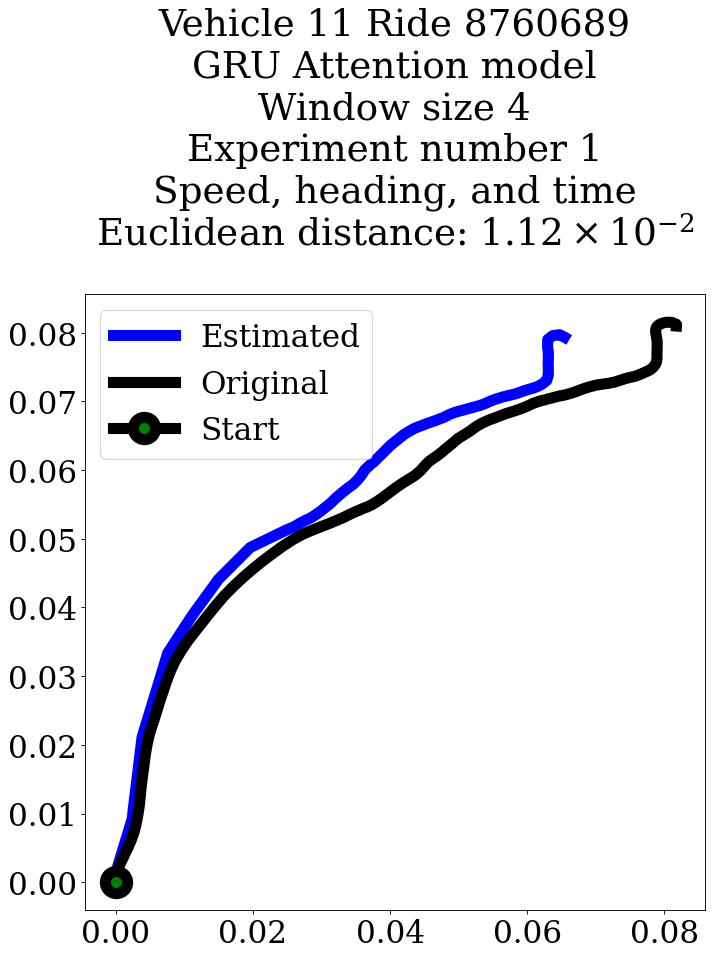 Vehicle 11 Ride 8760689
GRU Attention model
Window size 4
Experiment number 1
Speed, heading, and time
Euclidean distance: 1.12 × 10⁻²
Estimated
Original
Start
0.08
0.07
0.06
0.05
0.04
0.03
0.02
0.01
0.00
0.00 0.02 0.04 0.06 0.08